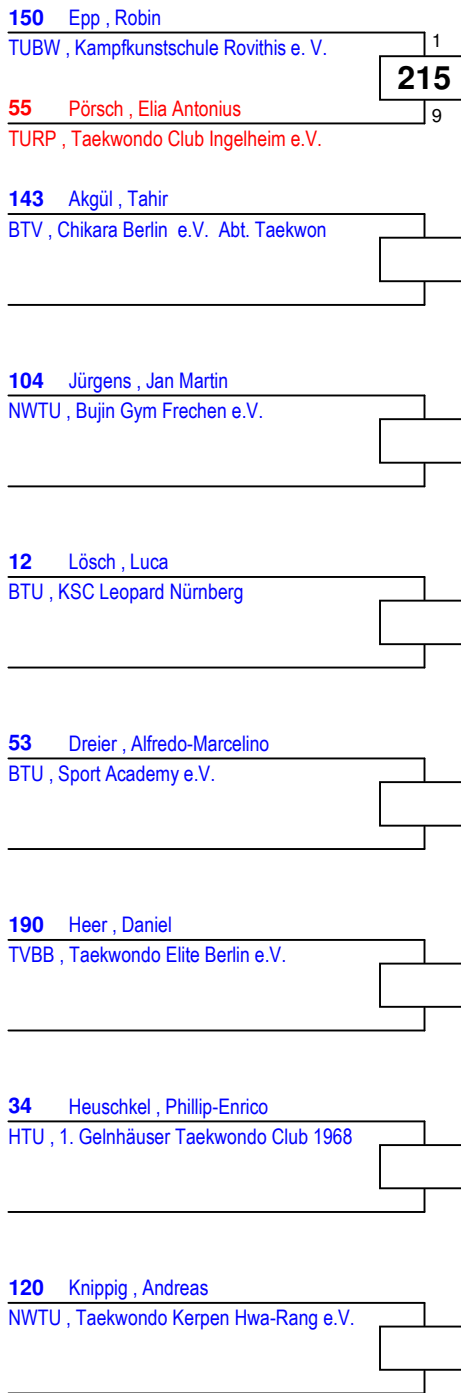 150 Epp , Robin
TUBW , Kampfkunstschule Rovithis e. V.
1
215
55 Pörsch , Elia Antonius
9
TURP , Taekwondo Club Ingelheim e.V.
143 Akgül , Tahir
BTV , Chikara Berlin e.V. Abt. Taekwon
104 Jürgens , Jan Martin
NWTU , Bujin Gym Frechen e.V.
12 Lösch , Luca
BTU , KSC Leopard Nürnberg
53 Dreier , Alfredo-Marcelino
BTU , Sport Academy e.V.
190 Heer , Daniel
TVBB , Taekwondo Elite Berlin e.V.
34 Heuschkel , Phillip-Enrico
HTU , 1. Gelnhäuser Taekwondo Club 1968
120 Knippig , Andreas
NWTU , Taekwondo Kerpen Hwa-Rang e.V.